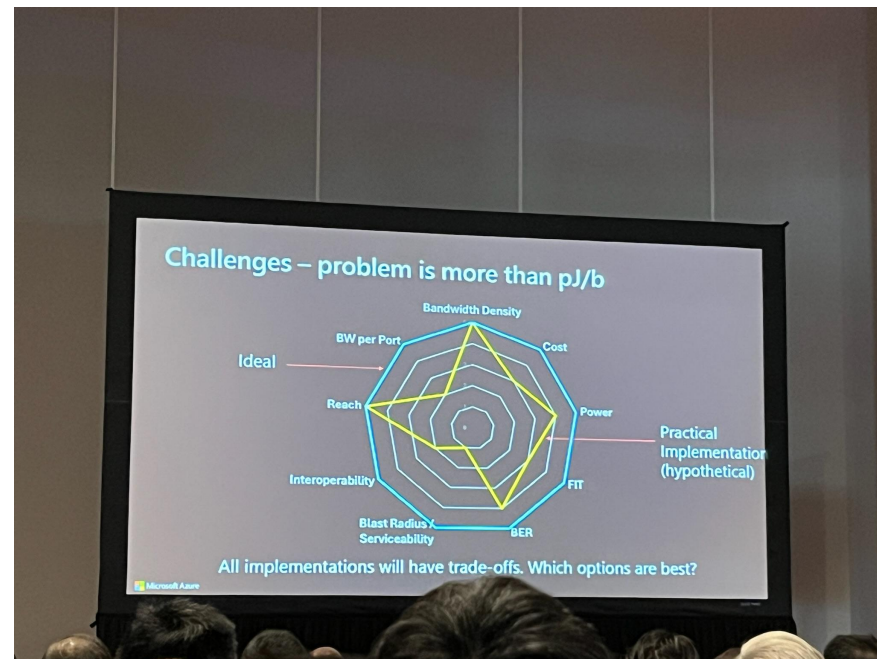 Challenges – problem is more than pJ/b
Bandwidth Density
BW per Port
Cost
Ideal
Reach
Power
Practical
Implementation
(hypothetical)
Interoperability
FIT
Blast Radius /
Serviceability
BER
All implementations will have trade-offs. Which options are best?
Microsoft Azure